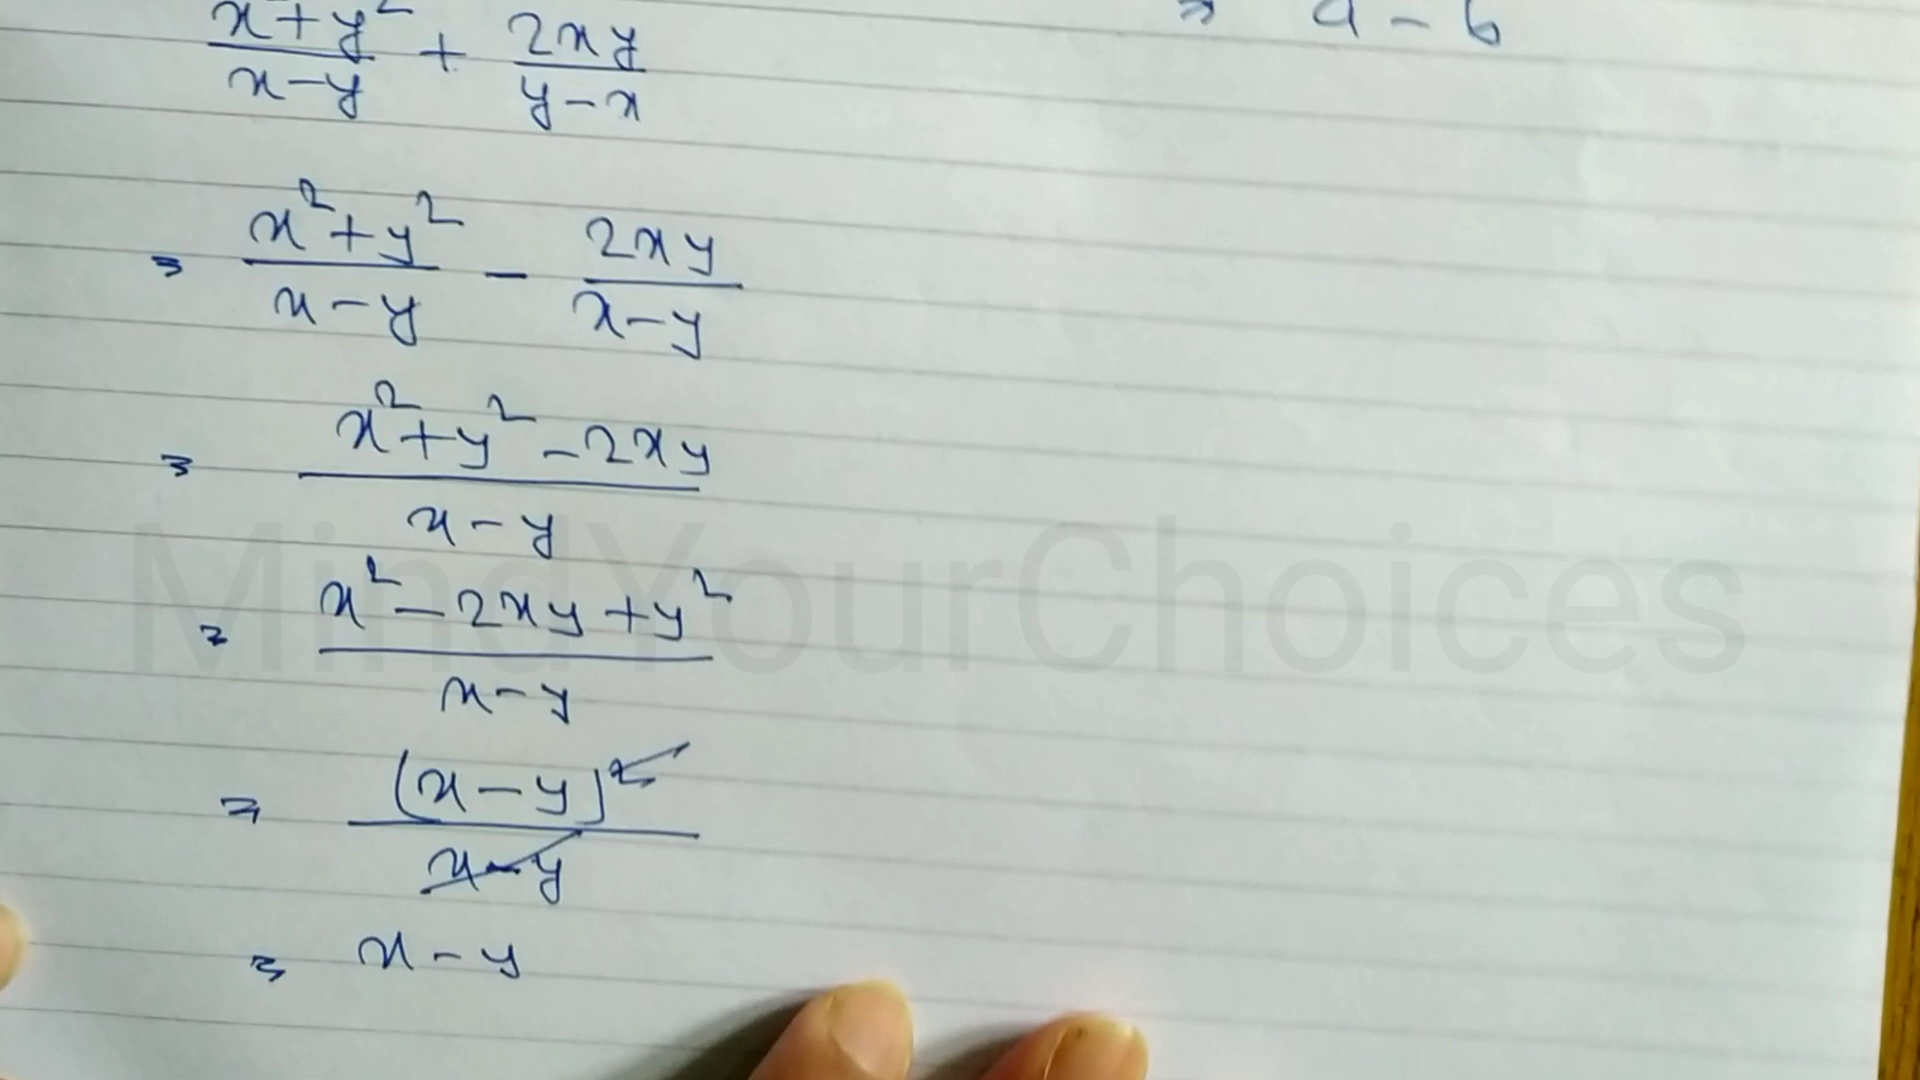 x²+y²/x-y + 2xy/y-x
⇒ a - b
= x²+y²/x-y - 2xy/x-y
= x²+y²-2xy/x-y
= x²-2xy+y²/x-y
= (x-y)²/x-y
= x-y
MindYourChoices